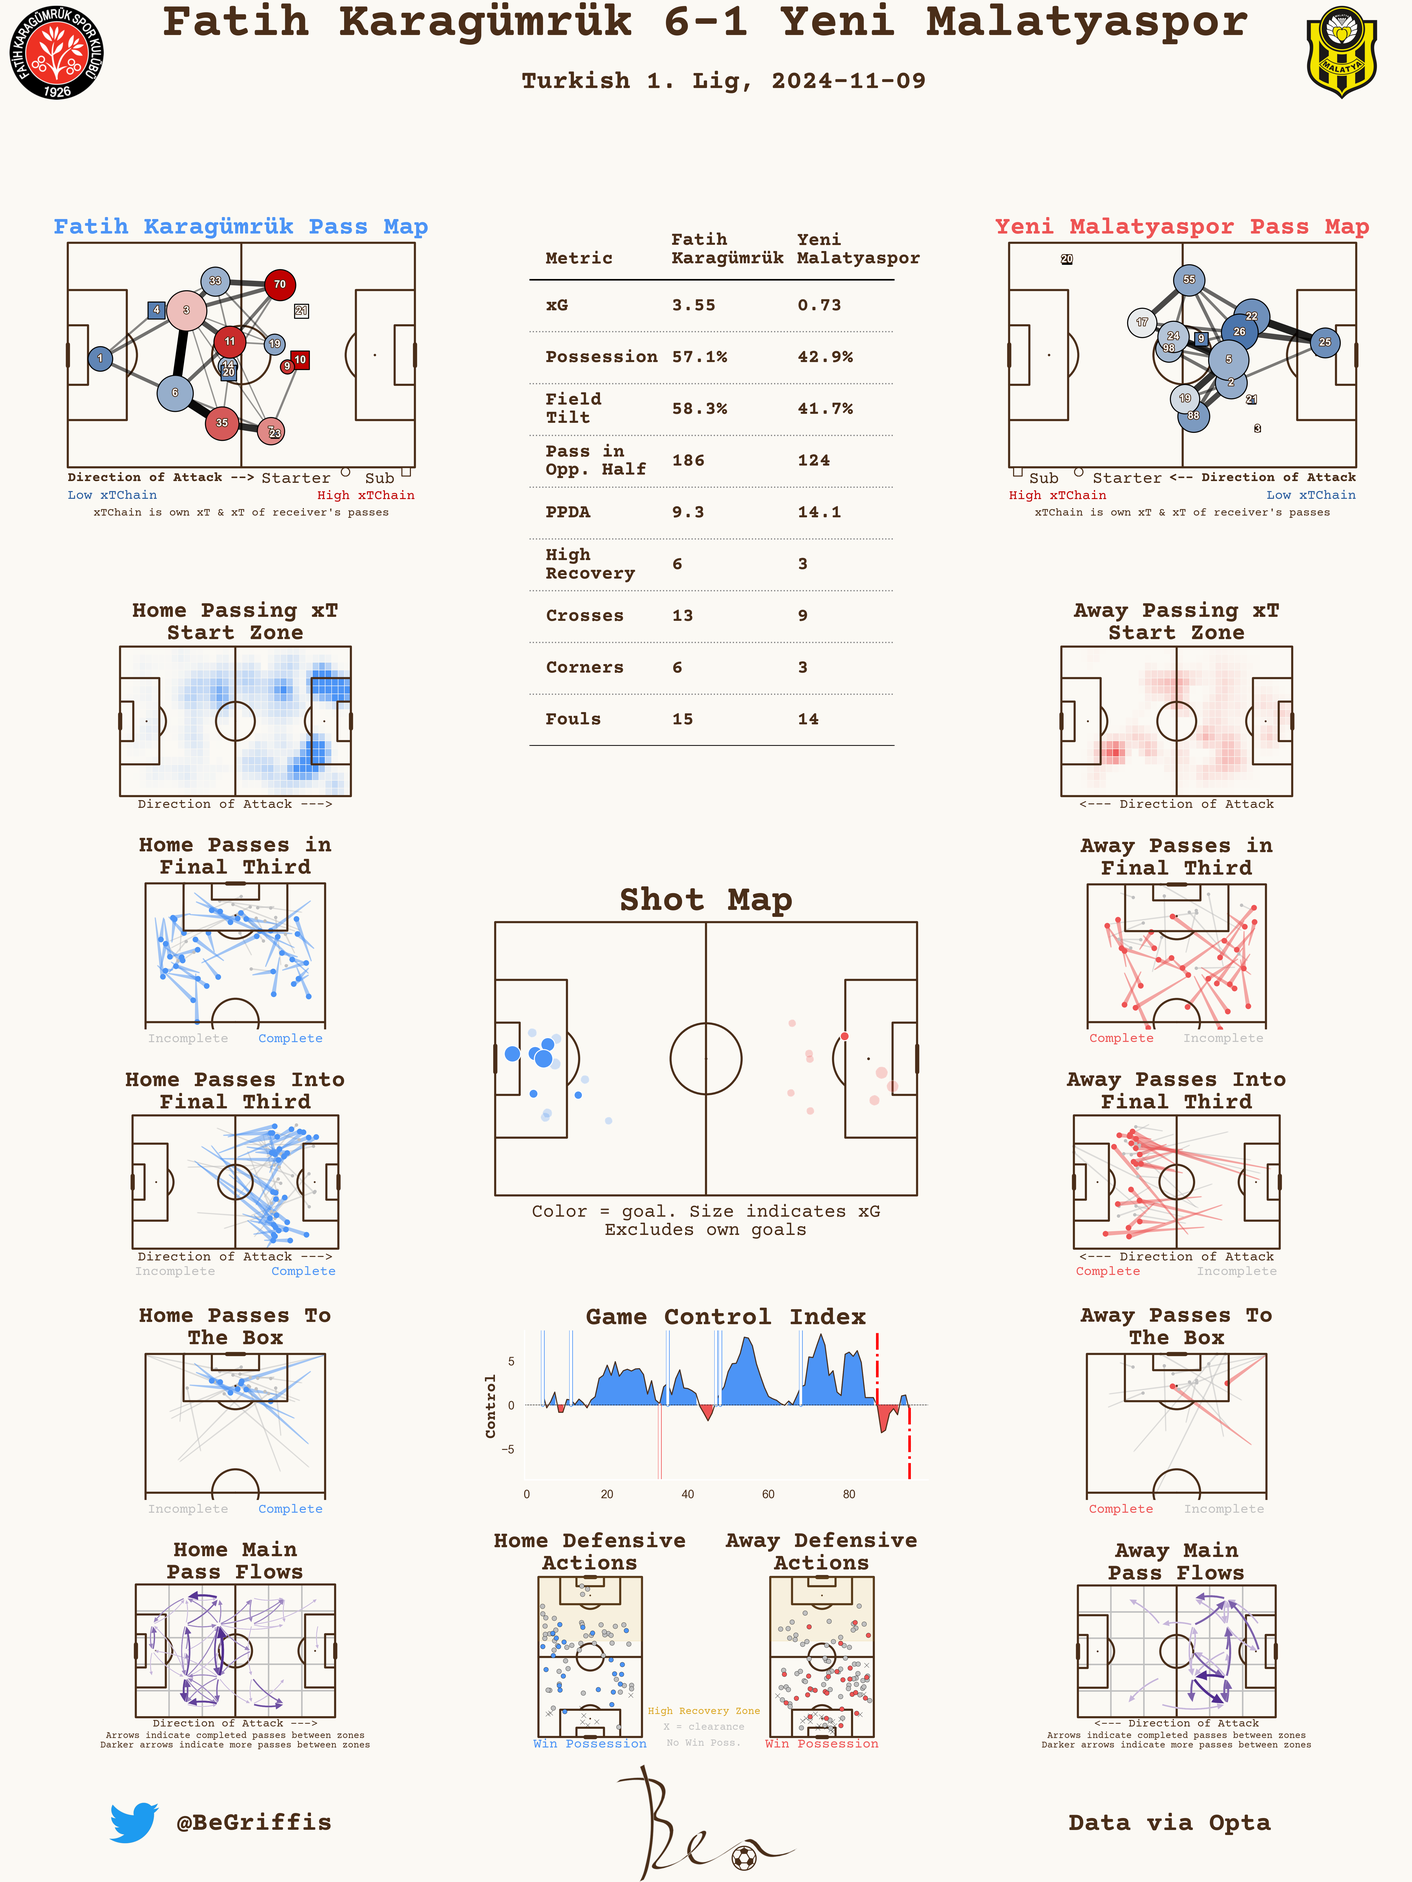 Fatih Karagümrük 6-1 Yeni Malatyaspor
Turkish 1. Lig, 2024-11-09
FATİH KARAGÜMRÜK SPOR KULÜBÜ
1926
MALATYA
Fatih Karagümrük Pass Map
33
70
4
3
21
11
19
14
20
10
9
1
6
35
23
Direction of Attack --> Starter Sub
Low xTChain High xTChain
xTChain is own xT & xT of receiver's passes
Metric Fatih Karagümrük Yeni Malatyaspor
xG 3.55 0.73
Possession 57.1% 42.9%
Field Tilt 58.3% 41.7%
Pass in Opp. Half 186 124
PPDA 9.3 14.1
High Recovery 6 3
Crosses 13 9
Corners 6 3
Fouls 15 14
Yeni Malatyaspor Pass Map
20
55
17
22
24
26
9
98
25
5
2
19
21
88
3
Sub Starter <-- Direction of Attack
High xTChain Low xTChain
xTChain is own xT & xT of receiver's passes
Home Passing xT
Start Zone
Direction of Attack --->
Away Passing xT
Start Zone
<--- Direction of Attack
Home Passes in
Final Third
Incomplete Complete
Away Passes in
Final Third
Complete Incomplete
Shot Map
Color = goal. Size indicates xG
Excludes own goals
Home Passes Into
Final Third
Direction of Attack --->
Incomplete Complete
Away Passes Into
Final Third
<--- Direction of Attack
Complete Incomplete
Home Passes To
The Box
Incomplete Complete
Game Control Index
Control
5
0
−5
0 20 40 60 80
Away Passes To
The Box
Complete Incomplete
Home Main
Pass Flows
Direction of Attack --->
Arrows indicate completed passes between zones
Darker arrows indicate more passes between zones
Home Defensive
Actions
Win Possession
High Recovery Zone
X = clearance
No Win Poss.
Away Defensive
Actions
Win Possession
Away Main
Pass Flows
<--- Direction of Attack
Arrows indicate completed passes between zones
Darker arrows indicate more passes between zones
@BeGriffis
Ben
Data via Opta